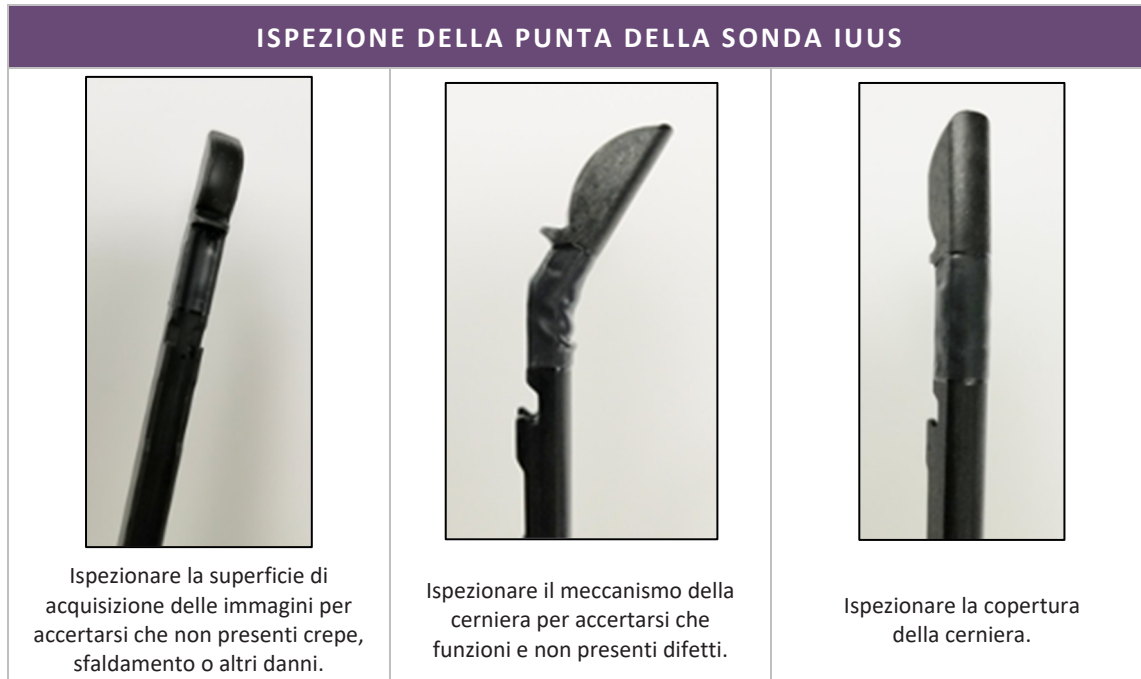 ISPEZIONE DELLA PUNTA DELLA SONDA IUUS
Ispezionare la superficie di
acquisizione delle immagini per
accertarsi che non presenti crepe,
sfaldamento o altri danni.
Ispezionare il meccanismo della
cerniera per accertarsi che
funzioni e non presenti difetti.
Ispezionare la copertura
della cerniera.